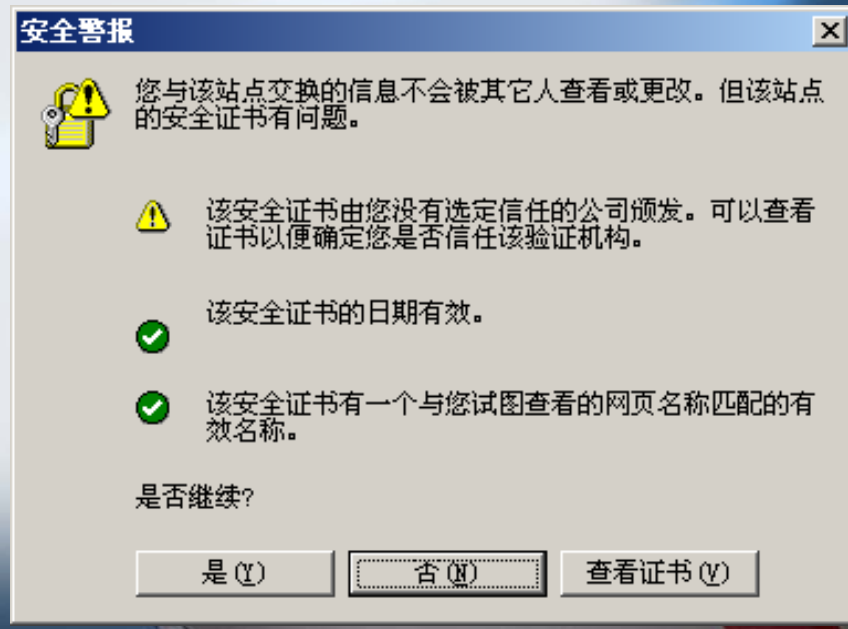 安全警报
您与该站点交换的信息不会被其它人查看或更改。但该站点
的安全证书有问题。
该安全证书由您没有选定信任的公司颁发。可以查看
证书以便确定您是否信任该验证机构。
该安全证书的日期有效。
该安全证书有一个与您试图查看的网页名称匹配的有
效名称。
是否继续?
是(Y) 否(N) 查看证书(V)